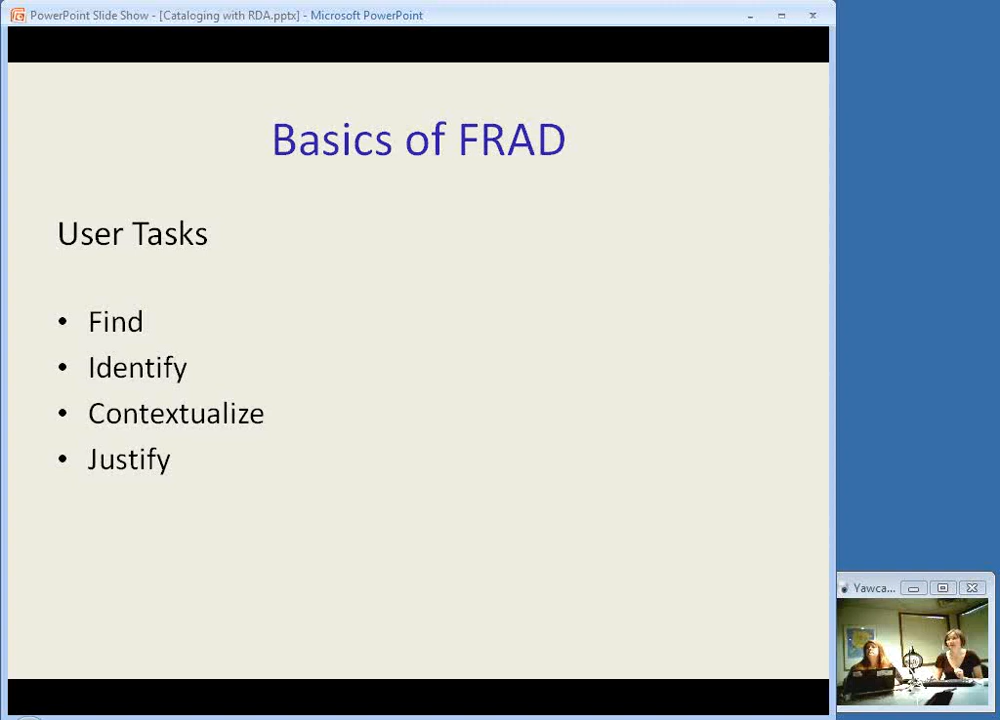 PowerPoint Slide Show - [Cataloging with RDA.pptx] - Microsoft PowerPoint
Basics of FRAD
User Tasks
• Find
• Identify
• Contextualize
• Justify
Yawca...